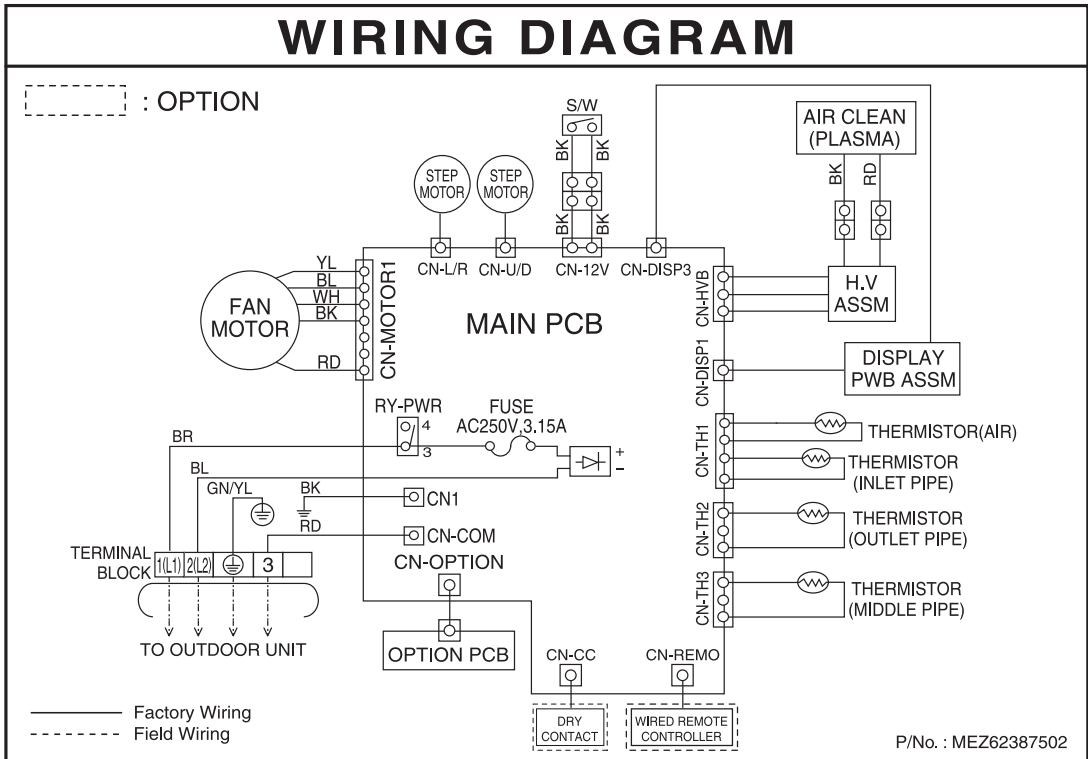 WIRING DIAGRAM
: OPTION
S/W
BK
BK
BK
BK
AIR CLEAN
(PLASMA)
BK
RD
STEP
MOTOR
STEP
MOTOR
CN-L/R
CN-U/D
CN-12V
CN-DISP3
YL
BL
WH
BK
RD
FAN
MOTOR
CN-MOTOR1
MAIN PCB
CN-HVB
H.V
ASSM
CN-DISP1
DISPLAY
PWB ASSM
RY-PWR
4
3
FUSE
AC250V,3.15A
+
–
CN-TH1
THERMISTOR(AIR)
THERMISTOR
(INLET PIPE)
BR
BL
GN/YL
BK
CN1
RD
CN-COM
CN-TH2
THERMISTOR
(OUTLET PIPE)
TERMINAL
BLOCK
1(L1)
2(L2)
3
CN-OPTION
CN-TH3
THERMISTOR
(MIDDLE PIPE)
TO OUTDOOR UNIT
OPTION PCB
CN-CC
CN-REMO
DRY
CONTACT
WIRED REMOTE
CONTROLLER
Factory Wiring
Field Wiring
P/No. : MEZ62387502